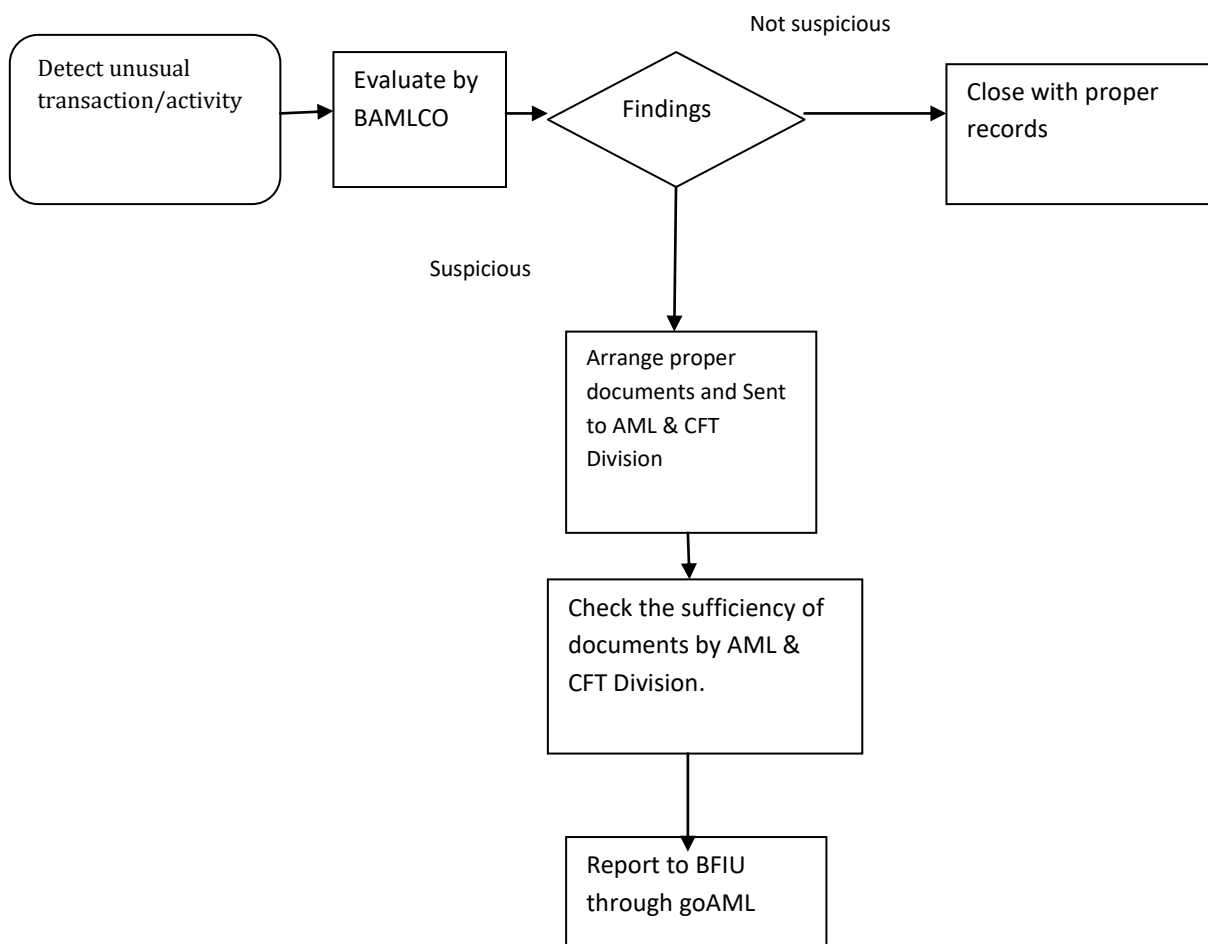 Not suspicious
Detect unusual
transaction/activity
Evaluate by
BAMLCO
Findings
Close with proper
records
Suspicious
Arrange proper
documents and Sent
to AML & CFT
Division
Check the sufficiency of
documents by AML &
CFT Division.
Report to BFIU
through goAML